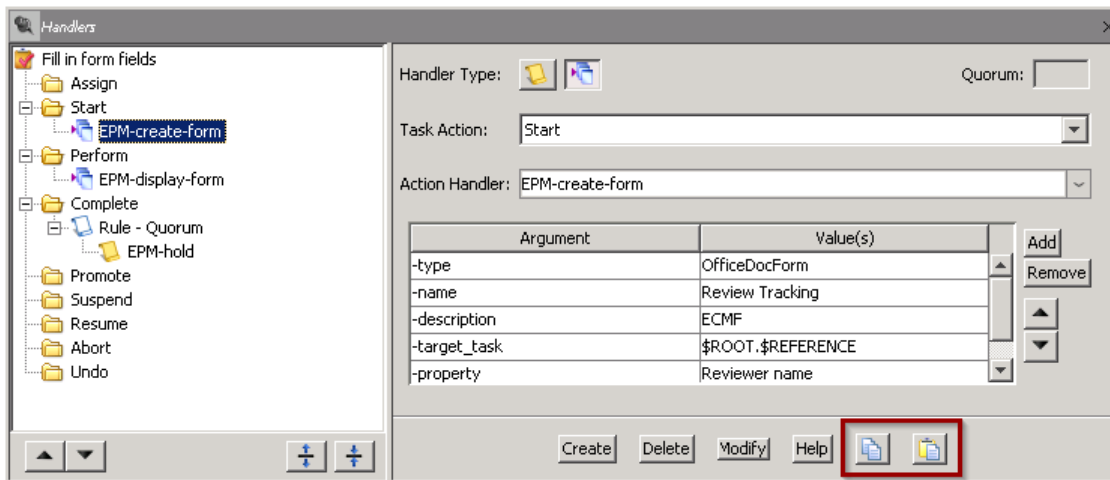 Handlers
Fill in form fields
Assign
Start
EPM-create-form
Perform
EPM-display-form
Complete
Rule - Quorum
EPM-hold
Promote
Suspend
Resume
Abort
Undo
Handler Type: Quorum:
Task Action: Start
Action Handler: EPM-create-form
Argument Value(s)
-type OfficeDocForm
-name Review Tracking
-description ECMF
-target_task $ROOT.$REFERENCE
-property Reviewer name
Add
Remove
Create Delete Modify Help